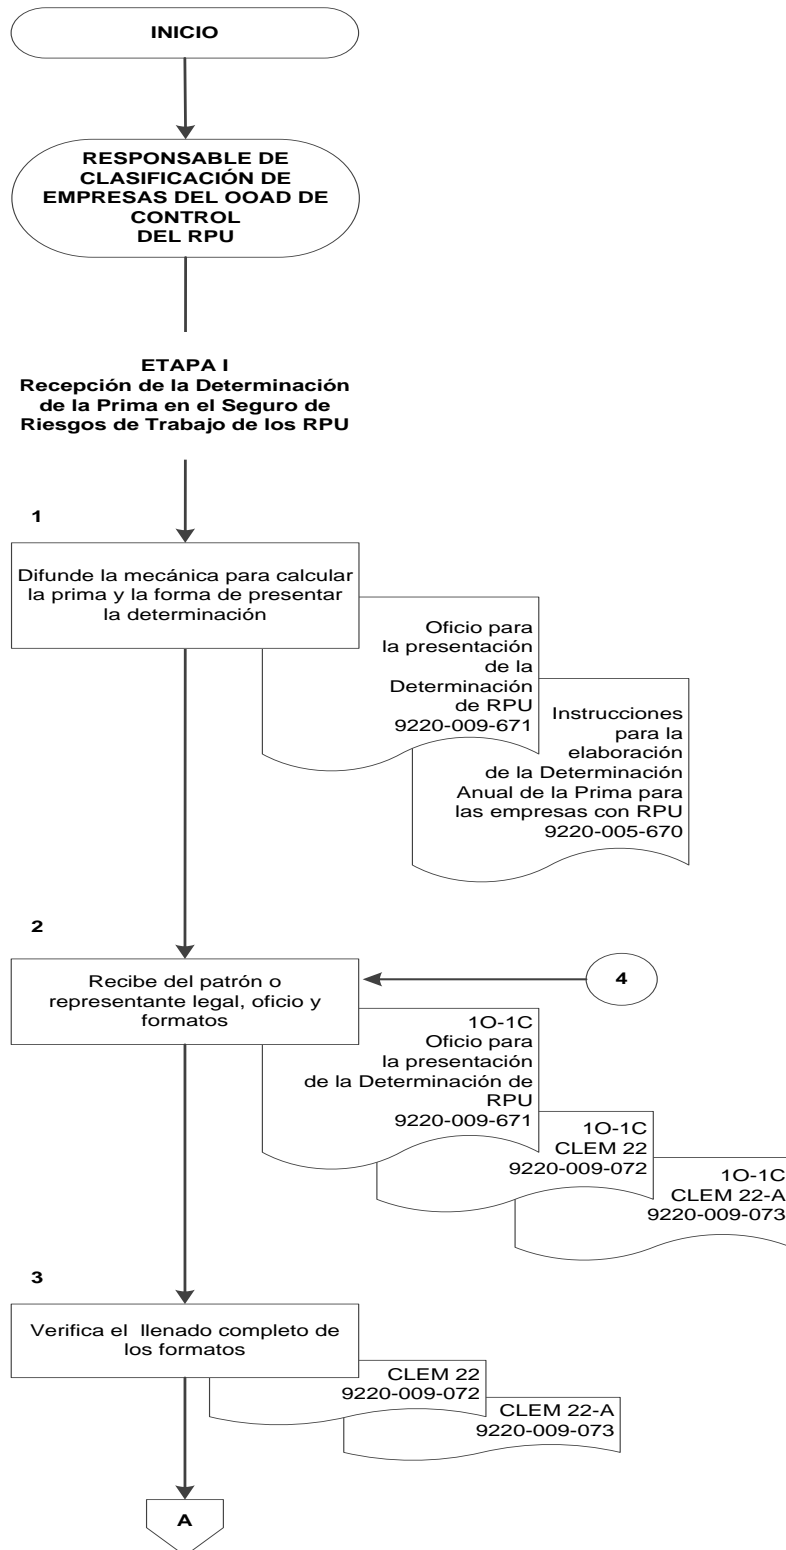 INICIO
RESPONSABLE DE
CLASIFICACIÓN DE
EMPRESAS DEL OOAD DE
CONTROL
DEL RPU
ETAPA I
Recepción de la Determinación
de la Prima en el Seguro de
Riesgos de Trabajo de los RPU
1
Difunde la mecánica para calcular
la prima y la forma de presentar
la determinación
Oficio para
la presentación
de la
Determinación
de RPU
9220-009-671
Instrucciones
para la
elaboración
de la Determinación
Anual de la Prima para
las empresas con RPU
9220-005-670
2
Recibe del patrón o
representante legal, oficio y
formatos
4
1O-1C
Oficio para
la presentación
de la Determinación de
RPU
9220-009-671
1O-1C
CLEM 22
9220-009-072
1O-1C
CLEM 22-A
9220-009-073
3
Verifica el llenado completo de
los formatos
CLEM 22
9220-009-072
CLEM 22-A
9220-009-073
A